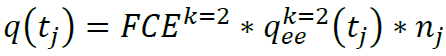 q(t_j) = FCE^{k=2} * q_{ee}^{k=2}(t_j) * n_j